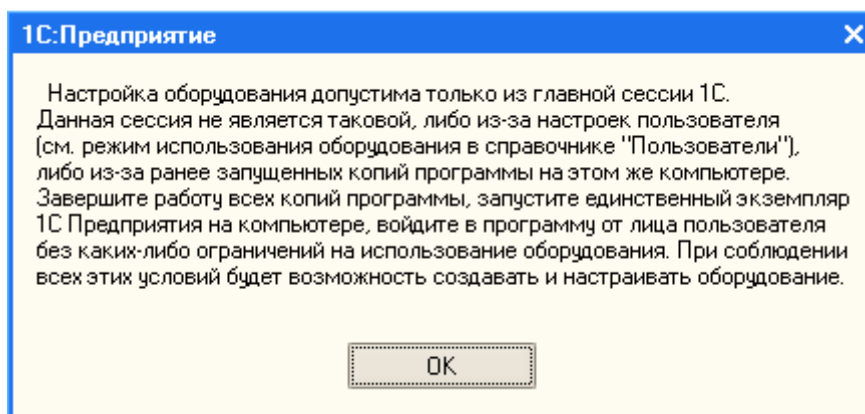 1С:Предприятие
Настройка оборудования допустима только из главной сессии 1С.
Данная сессия не является таковой, либо из-за настроек пользователя
(см. режим использования оборудования в справочнике "Пользователи"),
либо из-за ранее запущенных копий программы на этом же компьютере.
Завершите работу всех копий программы, запустите единственный экземпляр
1С Предприятия на компьютере, войдите в программу от лица пользователя
без каких-либо ограничений на использование оборудования. При соблюдении
всех этих условий будет возможность создавать и настраивать оборудование.
OK